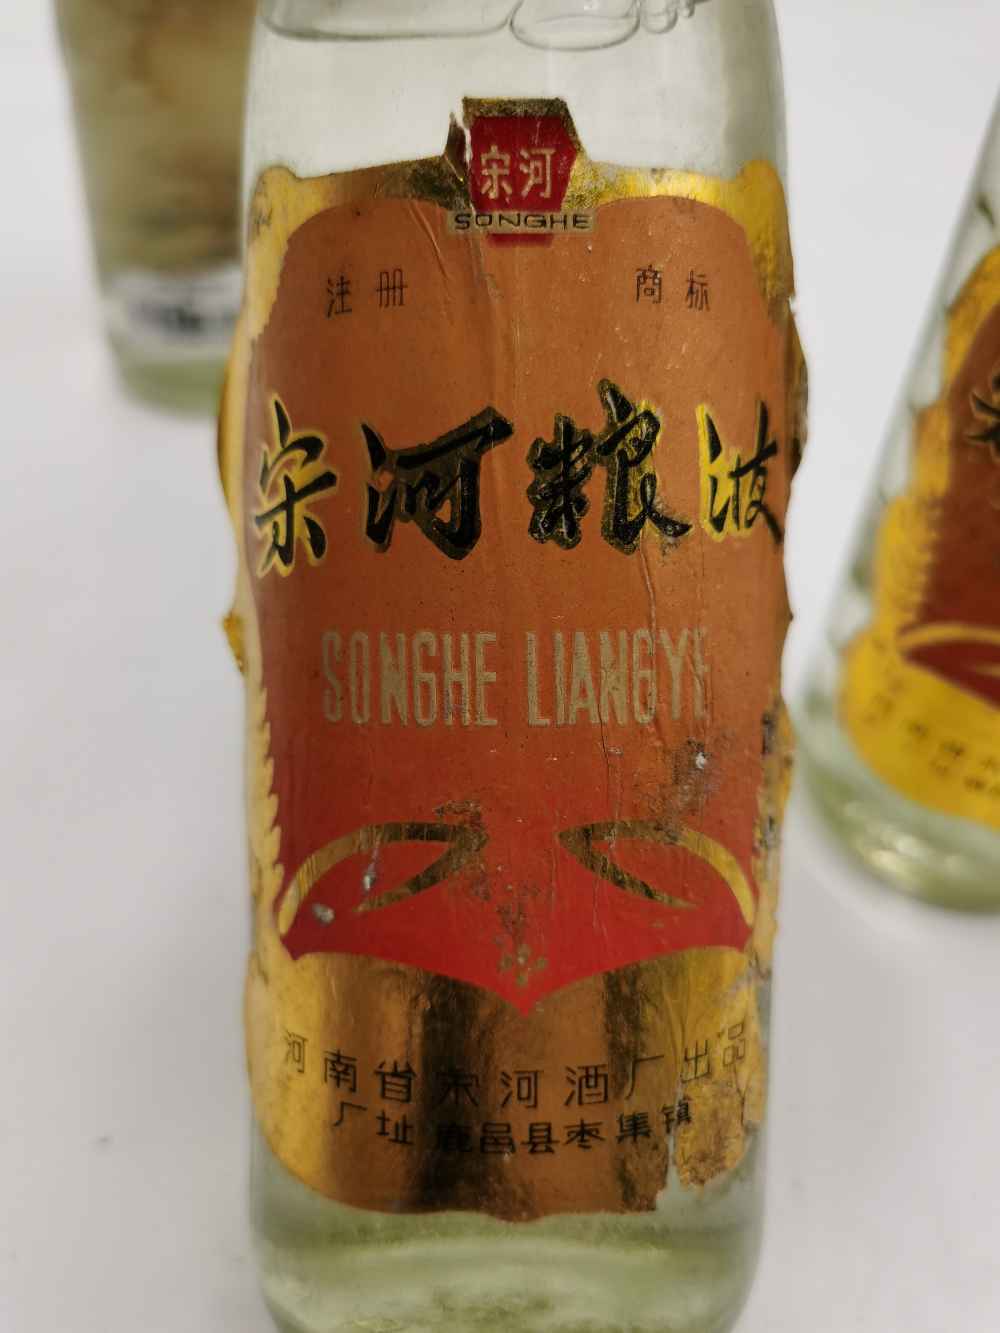 宋河
SONGHE
注册 商标
宋河粮液
SONGHE LIANGYE
河南省宋河酒厂出品
厂址 鹿邑县枣集镇